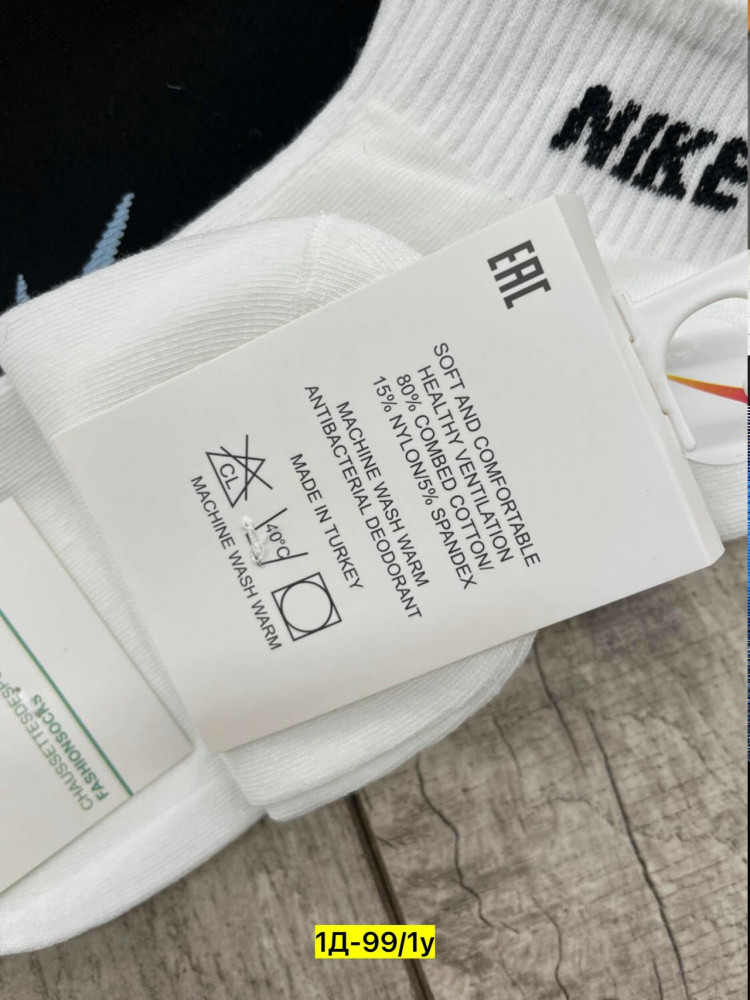 NIKE
EAC
SOFT AND COMFORTABLE
HEALTHY VENTILATION
80% COMBED COTTON/
15% NYLON/5% SPANDEX
MACHINE WASH WARM
ANTIBACTERIAL DEODORANT
MADE IN TURKEY
CL
40°C
MACHINE WASH WARM
FASHIONSOCKS
1Д-99/1у